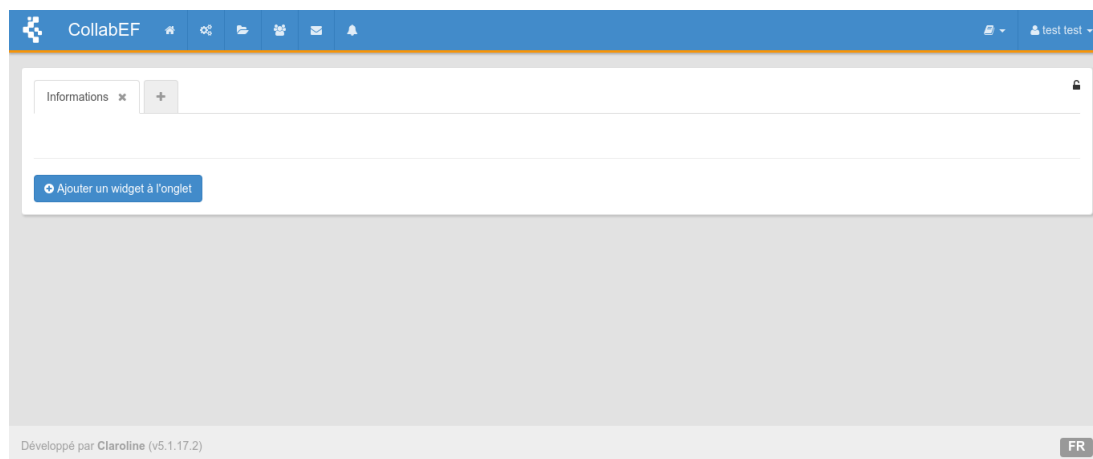 CollabEF
test test
Informations
Ajouter un widget à l'onglet
Développé par Claroline (v5.1.17.2)
FR